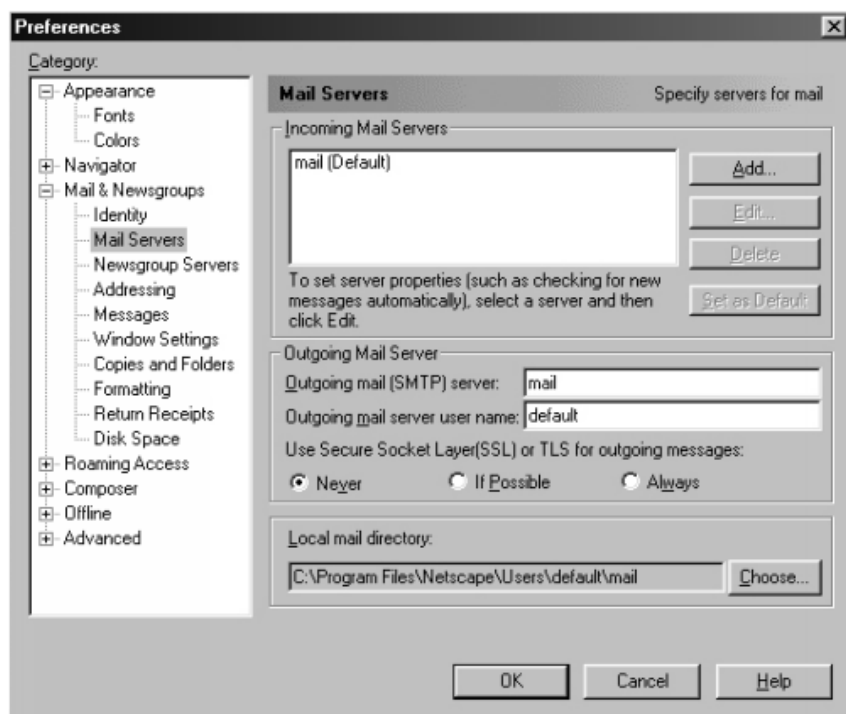 Preferences
Category:
Appearance
Fonts
Colors
Navigator
Mail & Newsgroups
Identity
Mail Servers
Newsgroup Servers
Addressing
Messages
Window Settings
Copies and Folders
Formatting
Return Receipts
Disk Space
Roaming Access
Composer
Offline
Advanced
Mail Servers Specify servers for mail
Incoming Mail Servers
mail (Default)
Add...
Edit...
Delete
Set as Default
To set server properties (such as checking for new
messages automatically), select a server and then
click Edit.
Outgoing Mail Server
Outgoing mail (SMTP) server: mail
Outgoing mail server user name: default
Use Secure Socket Layer(SSL) or TLS for outgoing messages:
Never If Possible Always
Local mail directory:
C:\Program Files\Netscape\Users\default\mail Choose...
OK Cancel Help